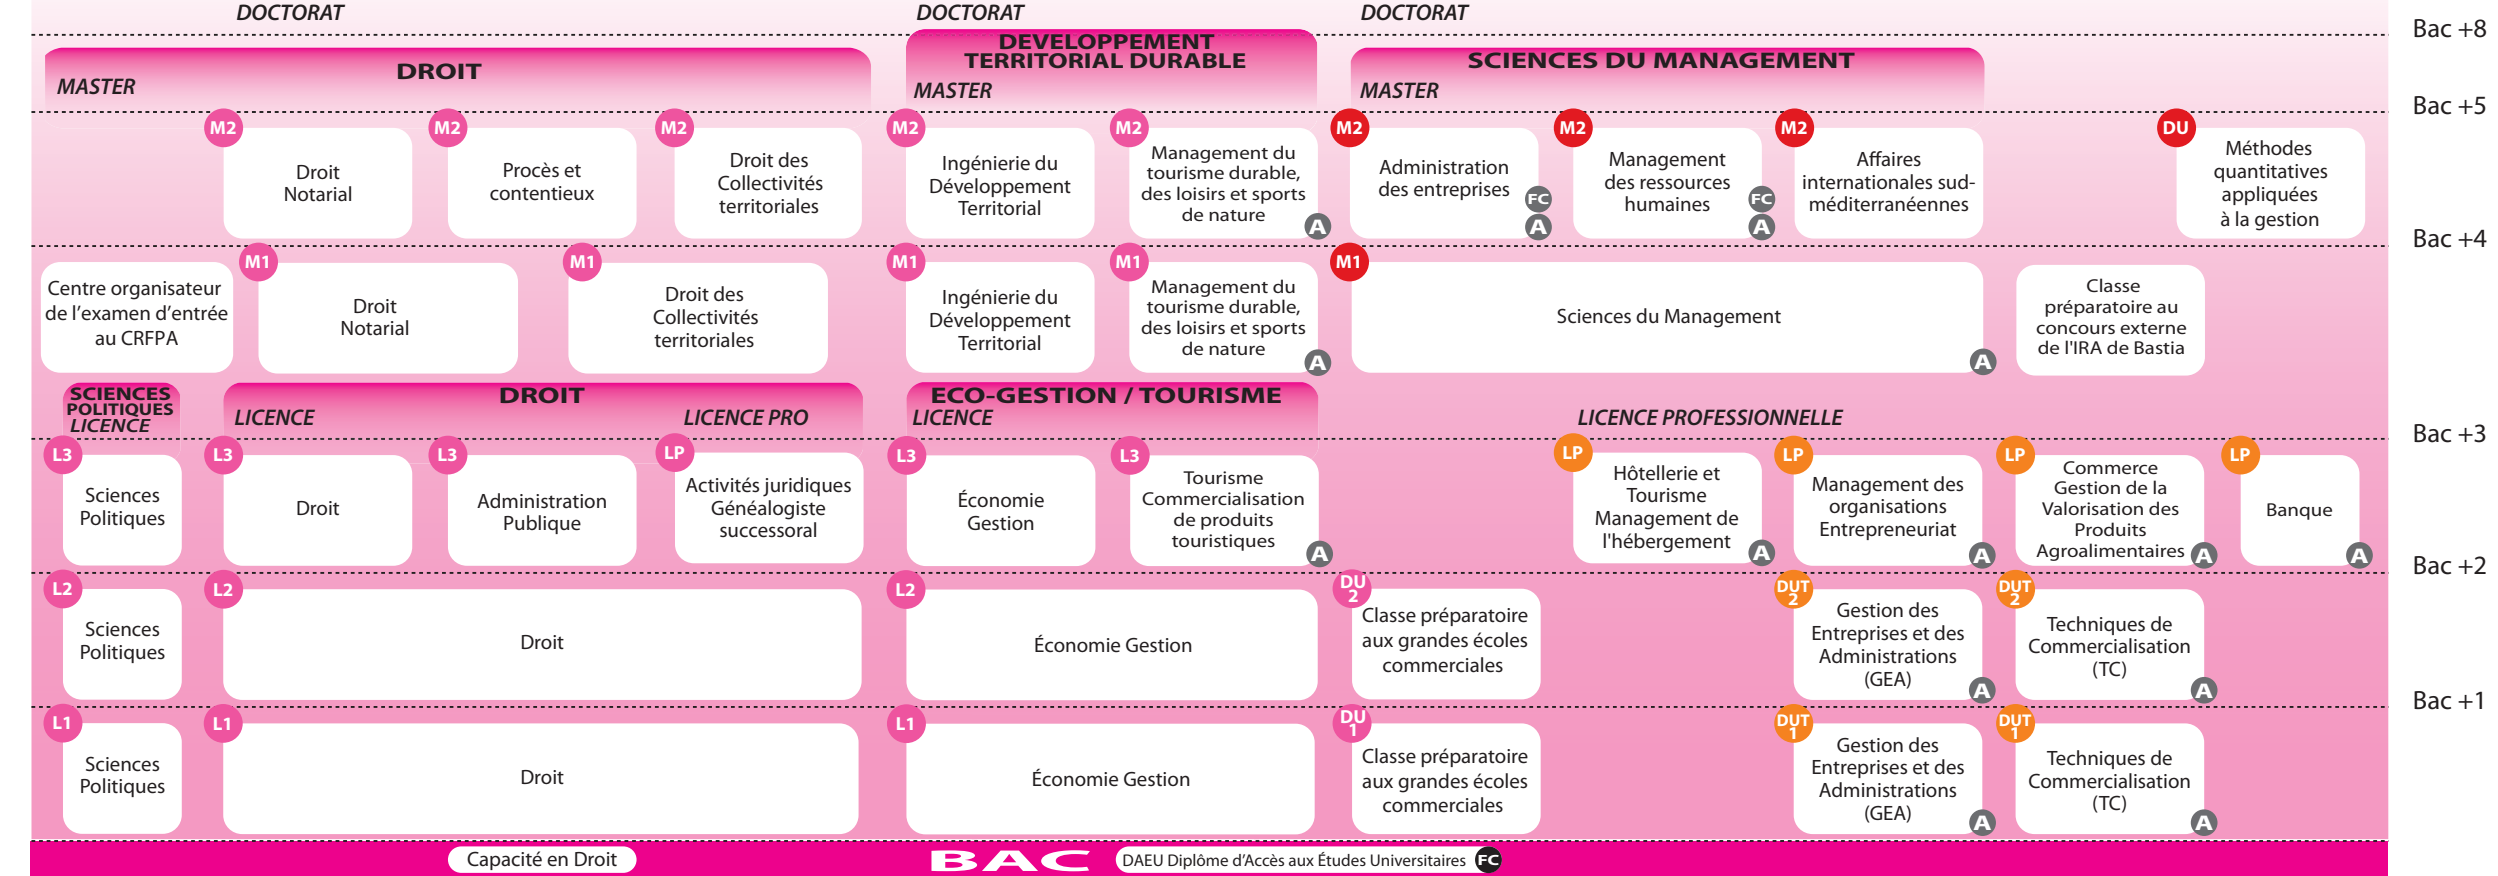 DOCTORAT
DOCTORAT
DOCTORAT
Bac +8
DROIT
MASTER
DEVELOPPEMENT
TERRITORIAL DURABLE
MASTER
SCIENCES DU MANAGEMENT
MASTER
Bac +5
M2
Droit
Notarial
M2
Procès et
contentieux
M2
Droit des
Collectivités
territoriales
M2
Ingénierie du
Développement
Territorial
M2
Management du
tourisme durable,
des loisirs et sports
de nature
A
M2
Administration
des entreprises
FC
A
M2
Management
des ressources
humaines
FC
A
M2
Affaires
internationales sud-
méditerranéennes
DU
Méthodes
quantitatives
appliquées
à la gestion
Bac +4
Centre organisateur
de l’examen d’entrée
au CRFPA
M1
Droit
Notarial
M1
Droit des
Collectivités
territoriales
M1
Ingénierie du
Développement
Territorial
M1
Management du
tourisme durable,
des loisirs et sports
de nature
A
M1
Sciences du Management
A
Classe
préparatoire au
concours externe
de l'IRA de Bastia
SCIENCES
POLITIQUES
LICENCE
DROIT
LICENCE
LICENCE PRO
ECO-GESTION / TOURISME
LICENCE
LICENCE PROFESSIONNELLE
Bac +3
L3
Sciences
Politiques
L3
Droit
L3
Administration
Publique
LP
Activités juridiques
Généalogiste
successoral
L3
Économie
Gestion
L3
Tourisme
Commercialisation
de produits
touristiques
A
LP
Hôtellerie et
Tourisme
Management de
l'hébergement
A
LP
Management des
organisations
Entrepreneuriat
A
LP
Commerce
Gestion de la
Valorisation des
Produits
Agroalimentaires
A
LP
Banque
A
Bac +2
L2
Sciences
Politiques
L2
Droit
L2
Économie Gestion
DU
2
Classe préparatoire
aux grandes écoles
commerciales
DUT
2
Gestion des
Entreprises et des
Administrations
(GEA)
A
DUT
2
Techniques de
Commercialisation
(TC)
A
Bac +1
L1
Sciences
Politiques
L1
Droit
L1
Économie Gestion
DU
1
Classe préparatoire
aux grandes écoles
commerciales
DUT
1
Gestion des
Entreprises et des
Administrations
(GEA)
A
DUT
1
Techniques de
Commercialisation
(TC)
A
Capacité en Droit
BAC
DAEU Diplôme d’Accès aux Études Universitaires FC